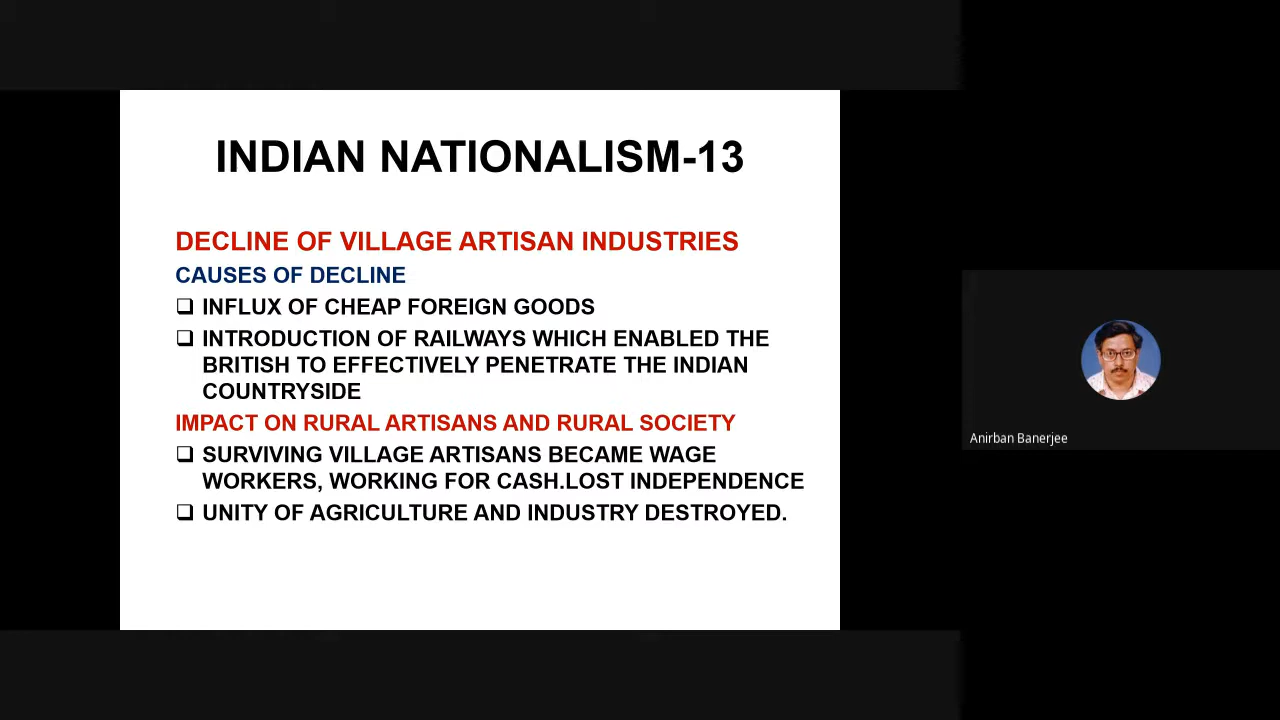 INDIAN NATIONALISM-13
DECLINE OF VILLAGE ARTISAN INDUSTRIES
CAUSES OF DECLINE
❑ INFLUX OF CHEAP FOREIGN GOODS
❑ INTRODUCTION OF RAILWAYS WHICH ENABLED THE
BRITISH TO EFFECTIVELY PENETRATE THE INDIAN
COUNTRYSIDE
IMPACT ON RURAL ARTISANS AND RURAL SOCIETY
❑ SURVIVING VILLAGE ARTISANS BECAME WAGE
WORKERS, WORKING FOR CASH.LOST INDEPENDENCE
❑ UNITY OF AGRICULTURE AND INDUSTRY DESTROYED.
Anirban Banerjee